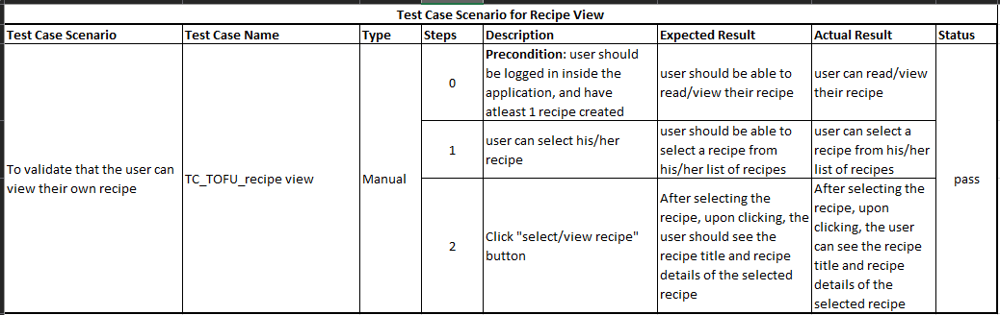 Test Case Scenario for Recipe View
Test Case Scenario
Test Case Name
Type
Steps
Description
Expected Result
Actual Result
Status
To validate that the user can
view their own recipe
TC_TOFU_recipe view
Manual
0
Precondition: user should
be logged in inside the
application, and have
atleast 1 recipe created
user should be able to
read/view their recipe
user can read/view
their recipe
1
user can select his/her
recipe
user should be able to
select a recipe from
his/her list of recipes
user can select a
recipe from his/her
list of recipes
2
Click "select/view recipe"
button
After selecting the
recipe, upon clicking, the
user should see the
recipe title and recipe
details of the selected
recipe
After selecting the
recipe, upon
clicking, the user
can see the recipe
title and recipe
details of the
selected recipe
pass